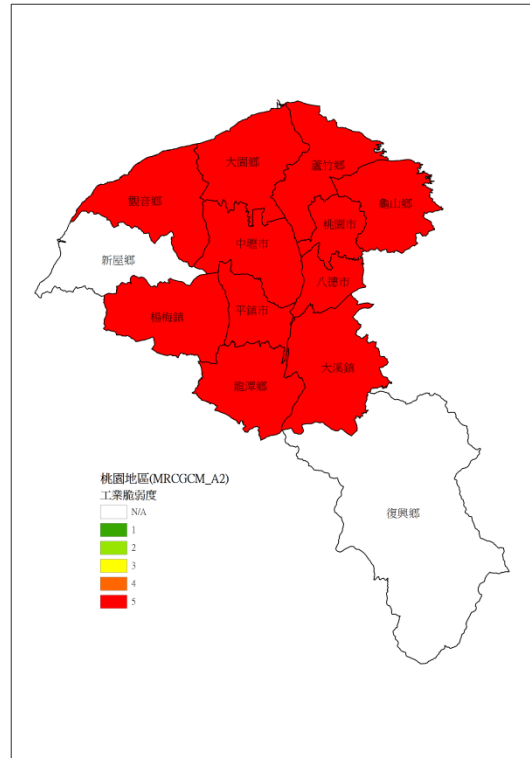 大園鄉
蘆竹鄉
觀音鄉
龜山鄉
桃園市
中壢市
新屋鄉
八德市
楊梅鎮
平鎮市
大溪鎮
龍潭鄉
復興鄉
桃園地區(MRCGCM_A2)
工業脆弱度
N/A
1
2
3
4
5